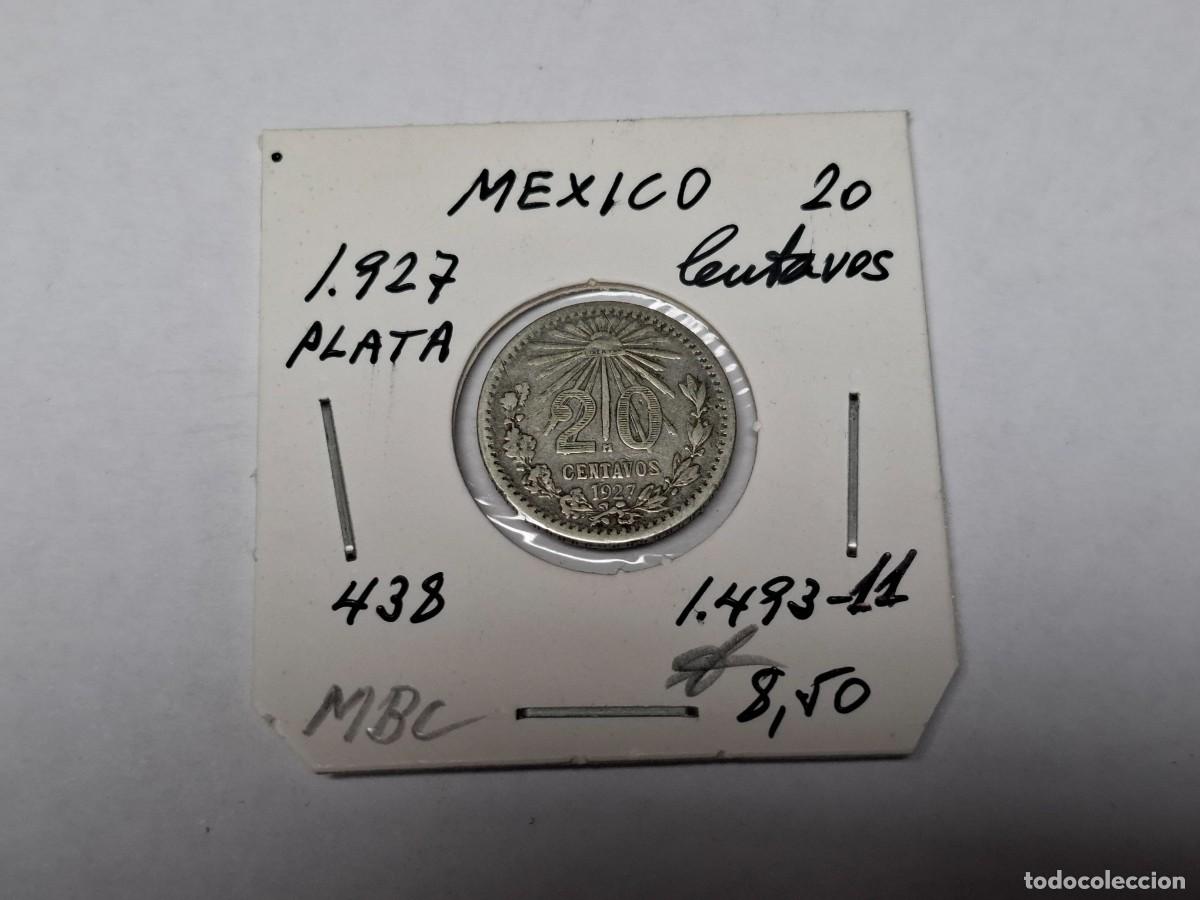 MEXICO 20
Centavos
1.927
PLATA
20
M
CENTAVOS
1927
438
1.493-11
MBC
8,50
todocoleccion